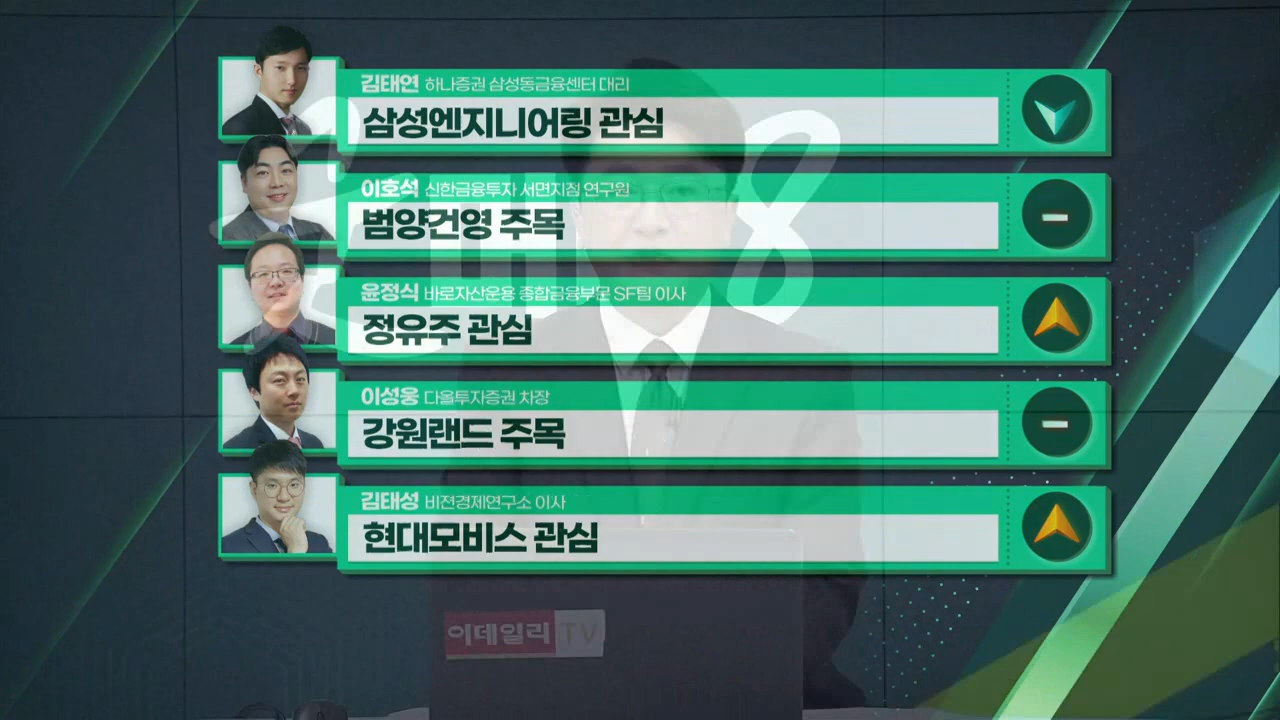 김태연 하나증권 삼성동금융센터 대리
삼성엔지니어링 관심
이호석 신한금융투자 서면지점 연구원
범양건영 주목
윤정식 바로자산운용 종합금융부문 SF팀 이사
정유주 관심
이성웅 다올투자증권 차장
강원랜드 주목
김태성 비젼경제연구소 이사
현대모비스 관심
8
이데일리 TV